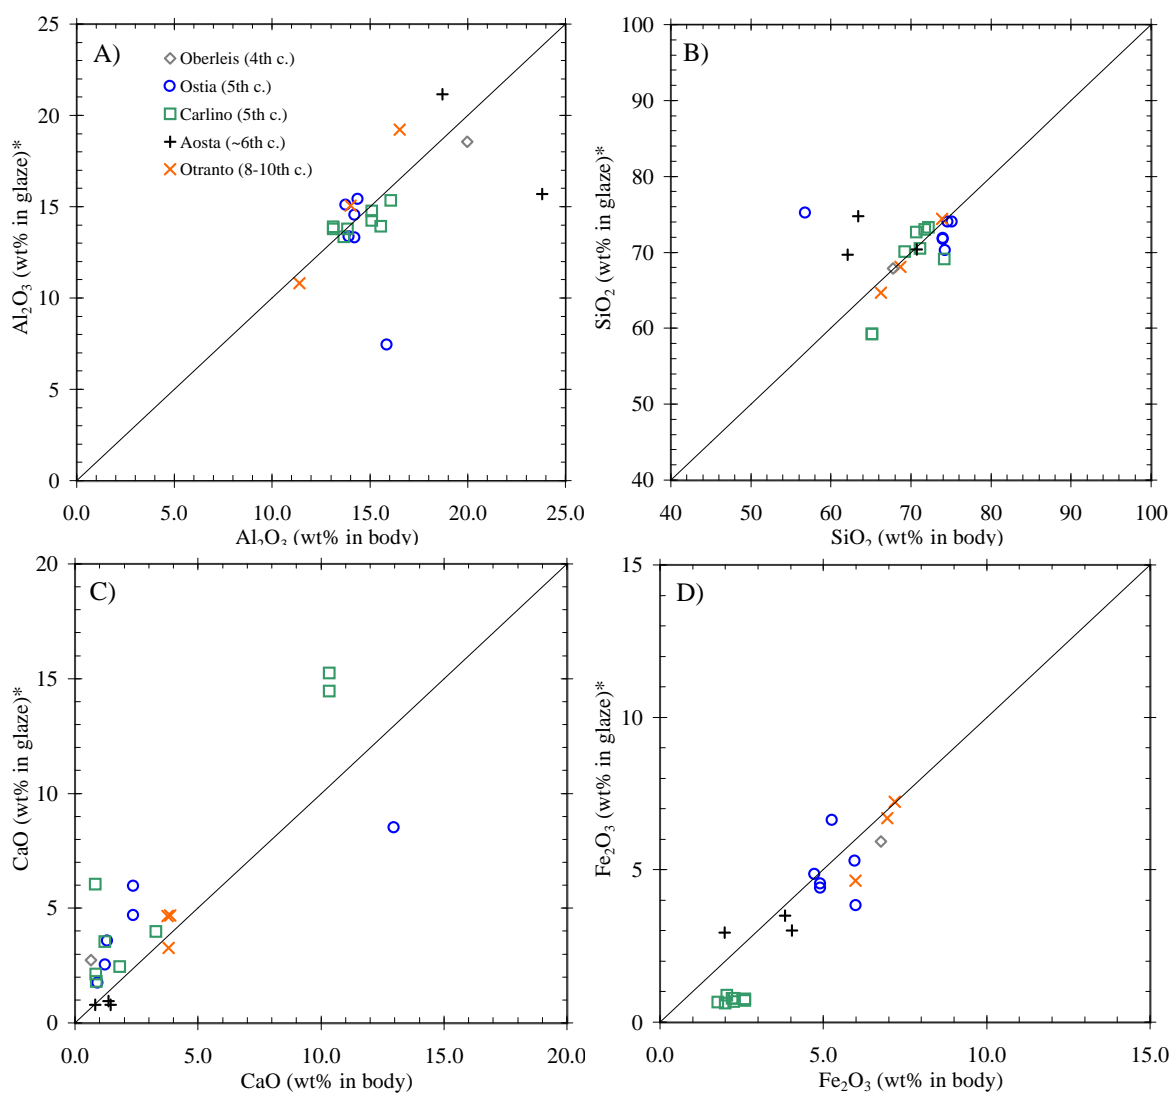 A)
Oberleis (4th c.)
Ostia (5th c.)
Carlino (5th c.)
Aosta (~6th c.)
Otranto (8-10th c.)
Al₂O₃ (wt% in glaze)*
25
20
15
10
5
0
0.0 5.0 10.0 15.0 20.0 25.0
Al₂O₃ (wt% in body)
B)
SiO₂ (wt% in glaze)*
100
90
80
70
60
50
40
40 50 60 70 80 90 100
SiO₂ (wt% in body)
C)
CaO (wt% in glaze)*
20
15
10
5
0
0.0 5.0 10.0 15.0 20.0
CaO (wt% in body)
D)
Fe₂O₃ (wt% in glaze)*
15
10
5
0
0.0 5.0 10.0 15.0
Fe₂O₃ (wt% in body)